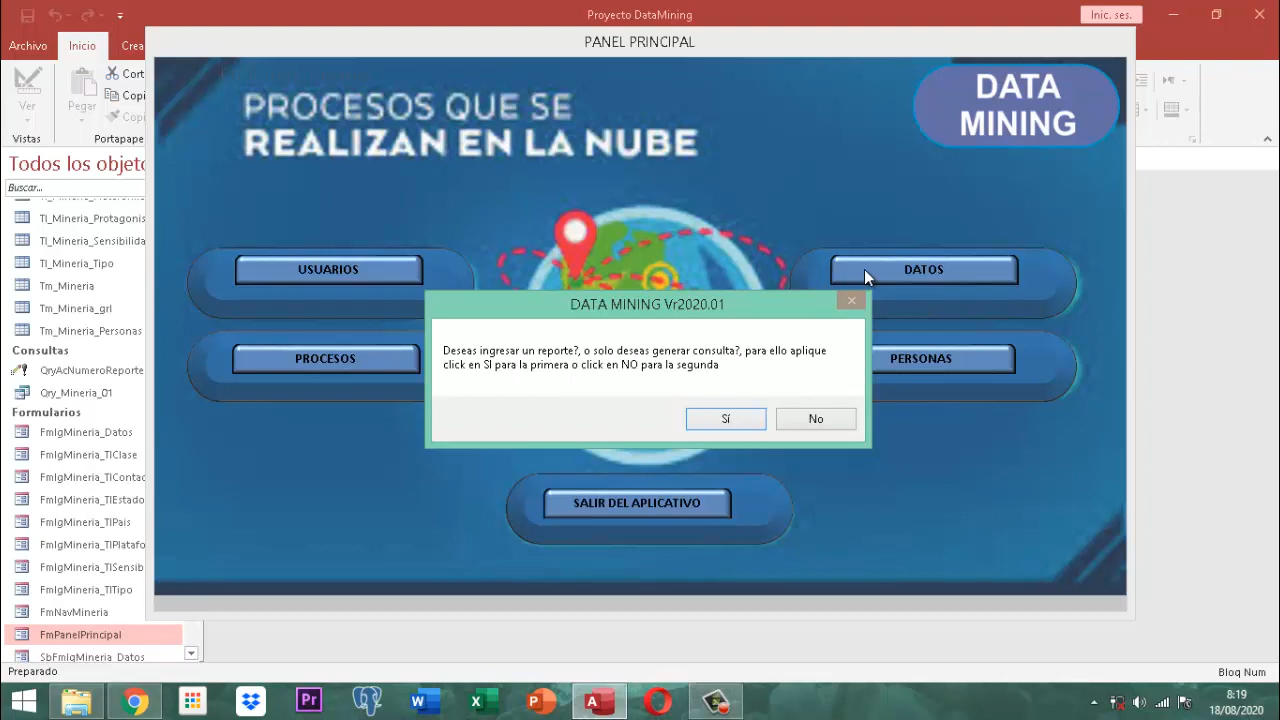 Proyecto DataMining
Inic. ses.
Archivo
Inicio
Crea
PANEL PRINCIPAL
Ver
Pegar
Cort
Copi
Copi
Vistas
Portapape
PROCESOS QUE SE
REALIZAN EN LA NUBE
DATA
MINING
Todos los objeto
Buscar...
Tl_Mineria_Protagonis
Tl_Mineria_Sensibilida
Tl_Mineria_Tipo
Tm_Mineria
Tm_Mineria_grl
Tm_Mineria_Personas
Consultas
QryAcNumeroReporte
Qry_Mineria_01
Formularios
FmIgMineria_Datos
FmIgMineria_TlClase
FmIgMineria_TlContac
FmIgMineria_TlEstado
FmIgMineria_TlPais
FmIgMineria_TlPlatafo
FmIgMineria_TlSensib
FmIgMineria_TlTipo
FmNavMineria
FmPanelPrincipal
SbFmIgMineria_Datos
USUARIOS
DATOS
PROCESOS
PERSONAS
DATA MINING Vr2020.01
Deseas ingresar un reporte?, o solo deseas generar consulta?, para ello aplique
click en SI para la primera o click en NO para la segunda
Sí
No
SALIR DEL APLICATIVO
Preparado
Bloq Num
8:19
18/08/2020